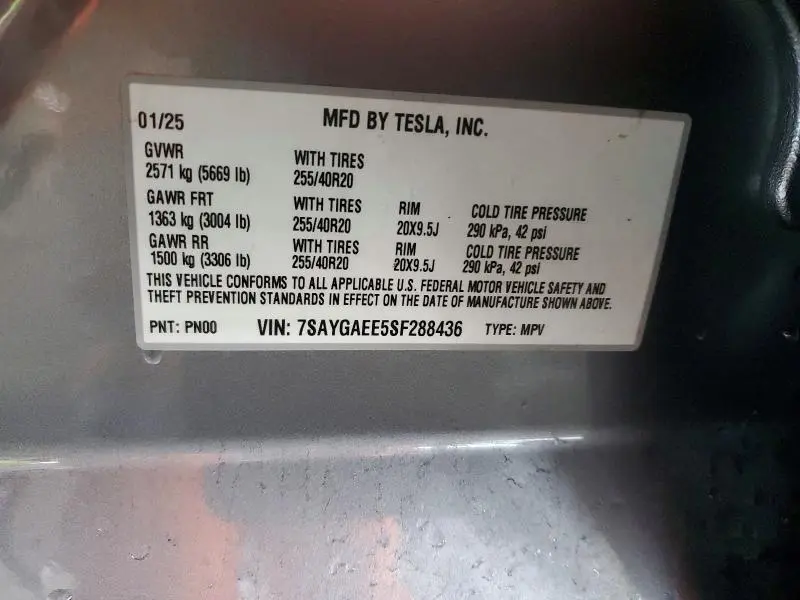 01/25 MFD BY TESLA, INC.
GVWR WITH TIRES
2571 kg (5669 lb) 255/40R20
GAWR FRT WITH TIRES RIM COLD TIRE PRESSURE
1363 kg (3004 lb) 255/40R20 20X9.5J 290 kPa, 42 psi
GAWR RR WITH TIRES RIM COLD TIRE PRESSURE
1500 kg (3306 lb) 255/40R20 20X9.5J 290 kPa, 42 psi
THIS VEHICLE CONFORMS TO ALL APPLICABLE U.S. FEDERAL MOTOR VEHICLE SAFETY AND
THEFT PREVENTION STANDARDS IN EFFECT ON THE DATE OF MANUFACTURE SHOWN ABOVE.
PNT: PN00 VIN: 7SAYGAEE5SF288436 TYPE: MPV